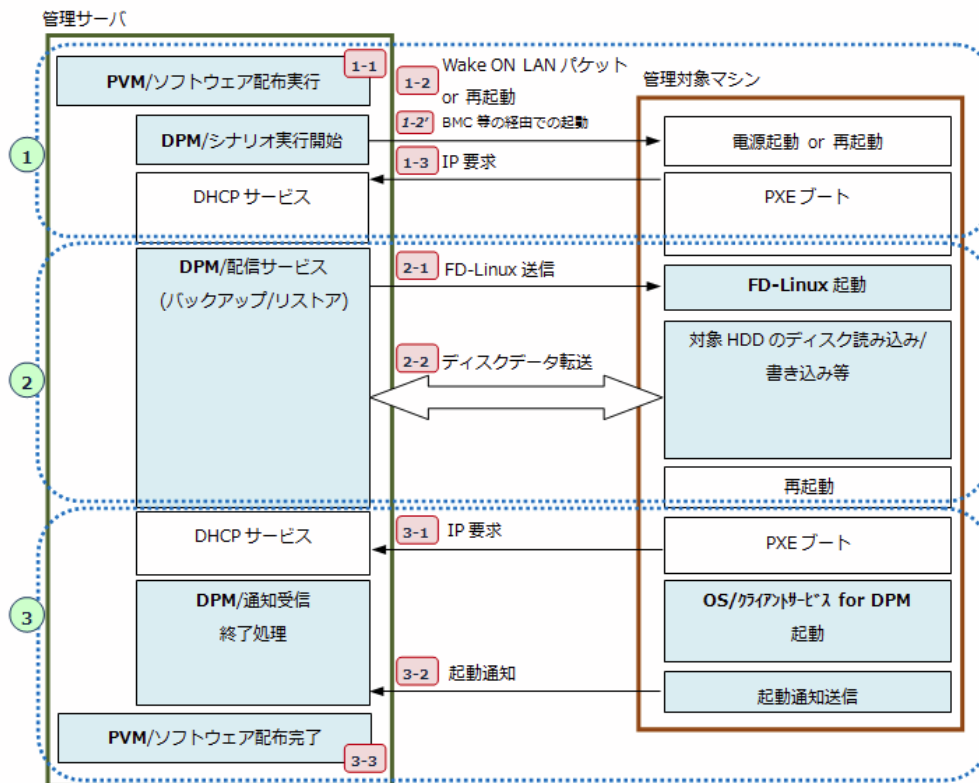 管理サーバ
1-1
PVM/ソフトウェア配布実行
1-2
Wake ON LAN パケット
or 再起動
管理対象マシン
1-2'
BMC 等の経由での起動
DPM/シナリオ実行開始
電源起動 or 再起動
1
1-3
IP 要求
DHCP サービス
PXE ブート
DPM/配信サービス
(バックアップ/リストア)
2-1
FD-Linux 送信
FD-Linux 起動
対象 HDD のディスク読み込み/
書き込み等
2-2
ディスクデータ転送
2
再起動
DHCP サービス
3-1
IP 要求
PXE ブート
DPM/通知受信
終了処理
OS/ｸﾗｲｱﾝﾄｻｰﾋﾞｽ for DPM
起動
3
3-2
起動通知
起動通知送信
PVM/ソフトウェア配布完了
3-3